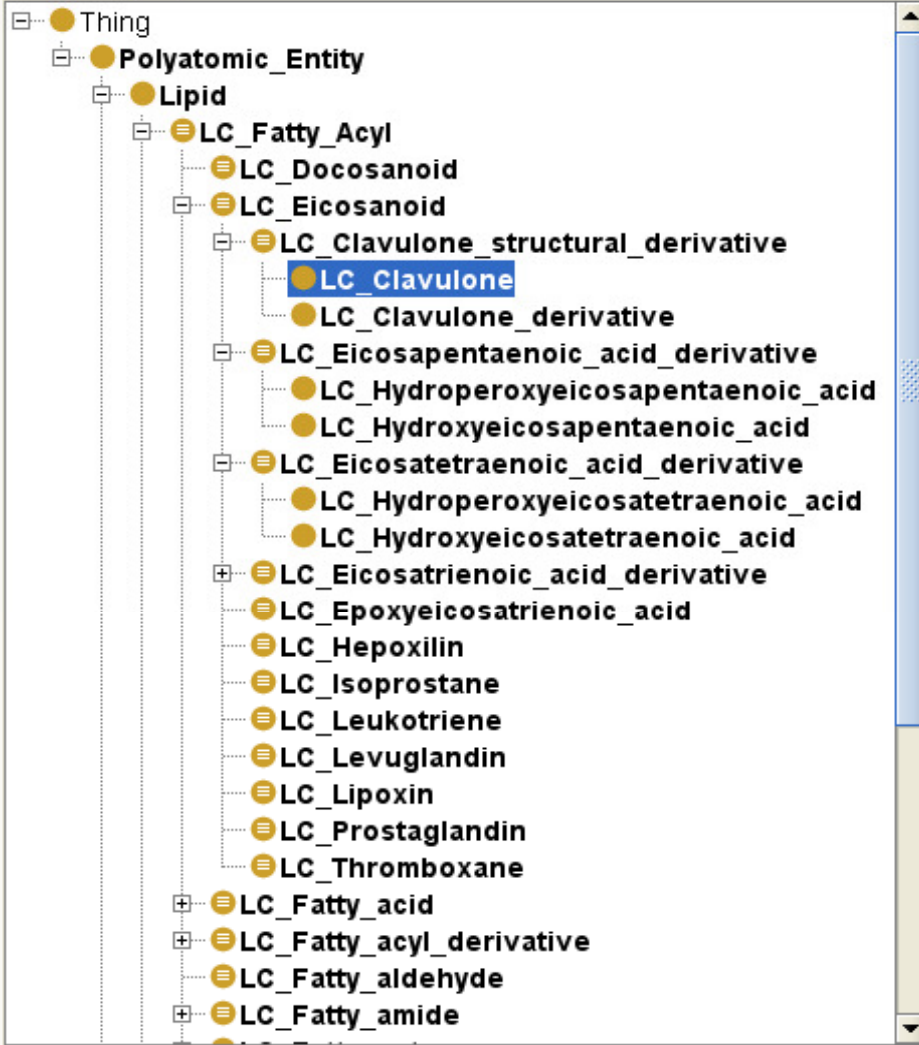 Thing
Polyatomic_Entity
Lipid
LC_Fatty_Acyl
LC_Docosanoid
LC_Eicosanoid
LC_Clavulone_structural_derivative
LC_Clavulone
LC_Clavulone_derivative
LC_Eicosapentaenoic_acid_derivative
LC_Hydroperoxyeicosapentaenoic_acid
LC_Hydroxyeicosapentaenoic_acid
LC_Eicosatetraenoic_acid_derivative
LC_Hydroperoxyeicosatetraenoic_acid
LC_Hydroxyeicosatetraenoic_acid
LC_Eicosatrienoic_acid_derivative
LC_Epoxyeicosatrienoic_acid
LC_Hepoxilin
LC_Isoprostane
LC_Leukotriene
LC_Levuglandin
LC_Lipoxin
LC_Prostaglandin
LC_Thromboxane
LC_Fatty_acid
LC_Fatty_acyl_derivative
LC_Fatty_aldehyde
LC_Fatty_amide